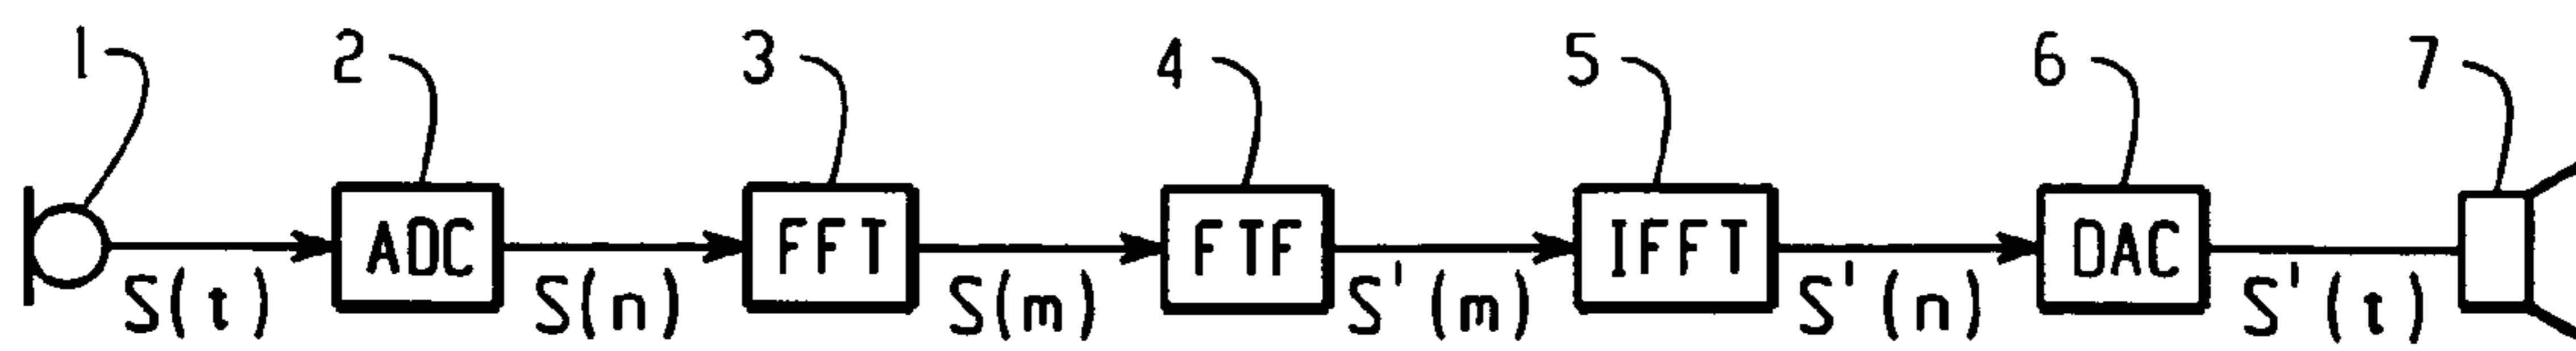 1 2 3 4 5 6 7
ADC FFT FTF IFFT DAC
S(t) S(n) S(m) S'(m) S'(n) S'(t)